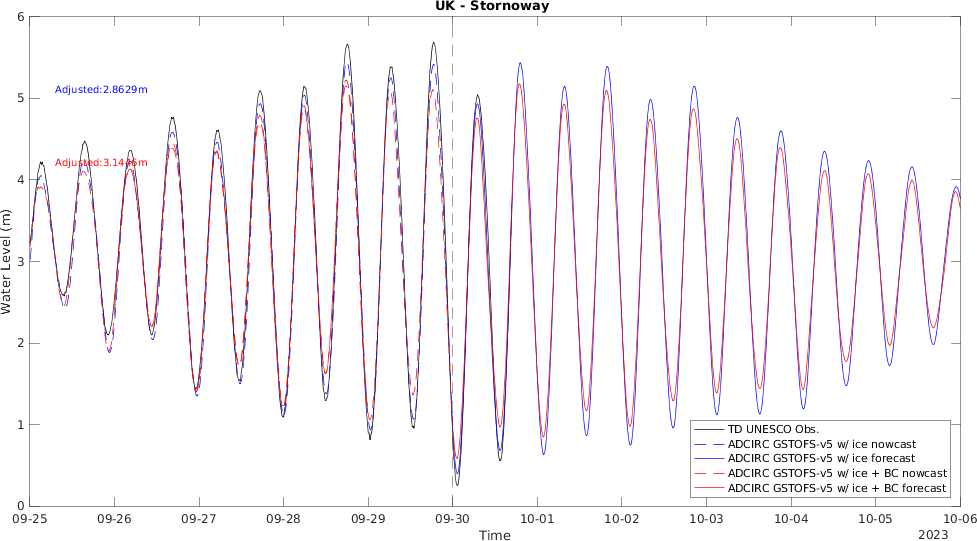 UK - Stornoway
6
5
4
3
2
1
0
Water Level (m)
Adjusted:2.8629m
TD UNESCO Obs.
ADCIRC GSTOFS-v5 w/ ice nowcast
ADCIRC GSTOFS-v5 w/ ice forecast
ADCIRC GSTOFS-v5 w/ ice + BC nowcast
ADCIRC GSTOFS-v5 w/ ice + BC forecast
09-25 09-26 09-27 09-28 09-29 09-30 10-01 10-02 10-03 10-04 10-05 10-06
Time
2023